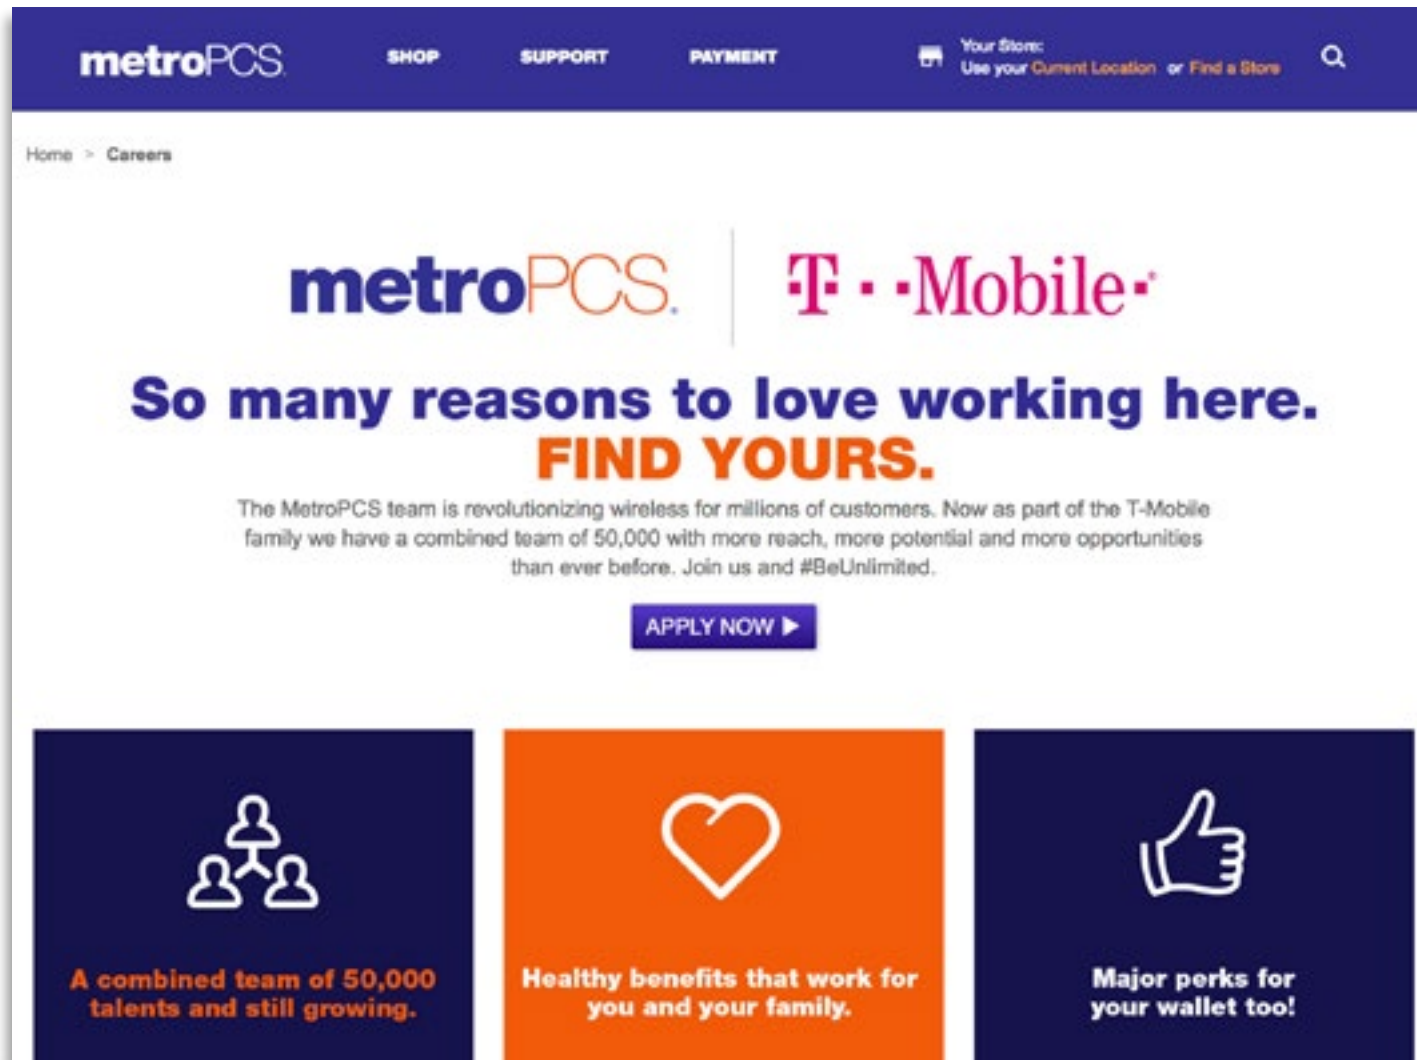 metroPCS.
SHOP
SUPPORT
PAYMENT
Your Store:
Use your Current Location or Find a Store
Home > Careers
metroPCS.
T··Mobile·®
So many reasons to love working here.
FIND YOURS.
The MetroPCS team is revolutionizing wireless for millions of customers. Now as part of the T-Mobile
family we have a combined team of 50,000 with more reach, more potential and more opportunities
than ever before. Join us and #BeUnlimited.
APPLY NOW ▶
A combined team of 50,000
talents and still growing.
Healthy benefits that work for
you and your family.
Major perks for
your wallet too!